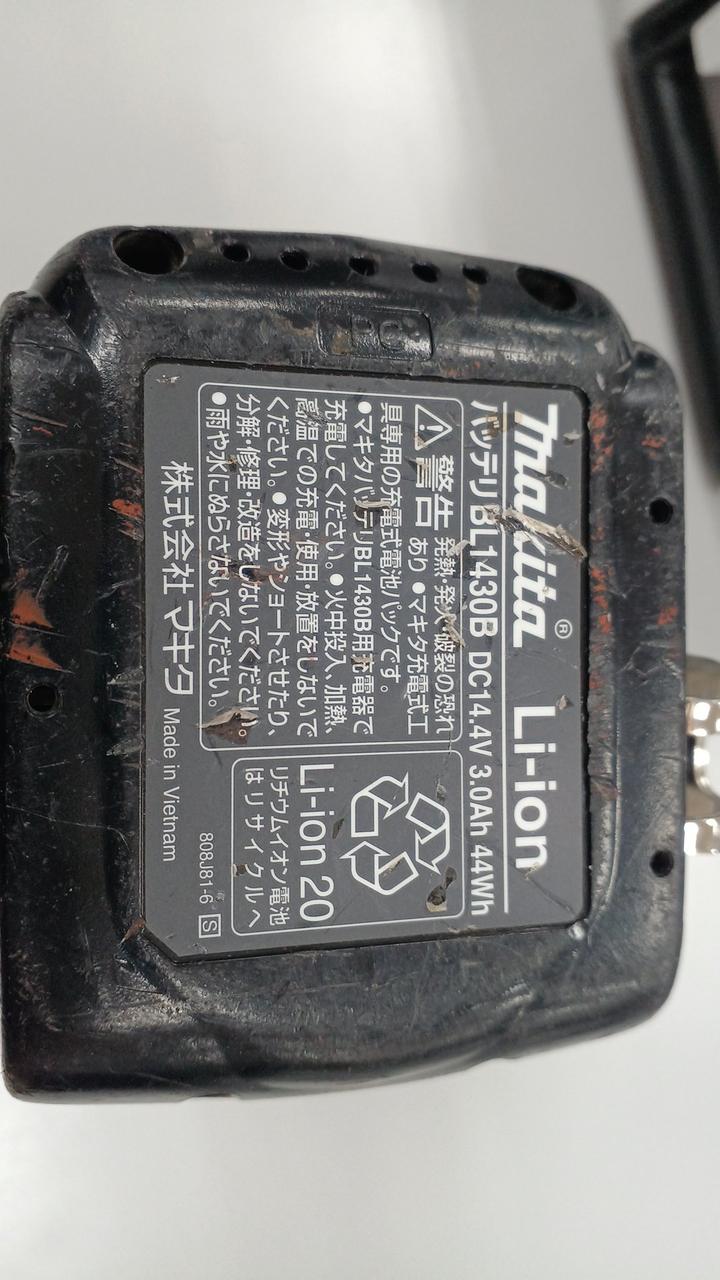 makita® Li-ion
バッテリBL1430B DC14.4V 3.0Ah 44Wh
⚠警告 発熱・発火・破裂の恐れ
あり ●マキタ充電式工
具専用の充電式電池パックです。
●マキタバッテリBL1430B用充電器で
充電してください。●火中投入、加熱、
高温での充電・使用・放置をしないで
ください。●変形やショートさせたり、
分解・修理・改造をしないでください。
●雨や水にぬらさないでください。
Li-ion 20
リチウムイオン電池
はリサイクルへ
株式会社マキタ Made in Vietnam
808J81-6 S